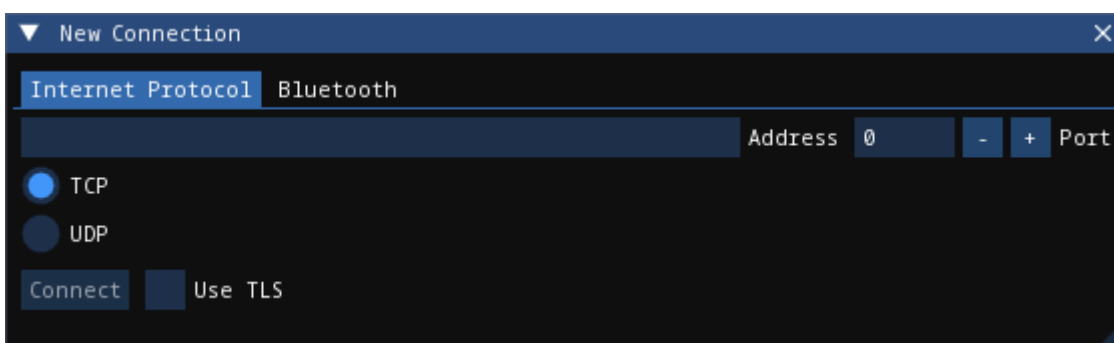 New Connection
Internet Protocol Bluetooth
Address 0 - + Port
TCP
UDP
Connect Use TLS